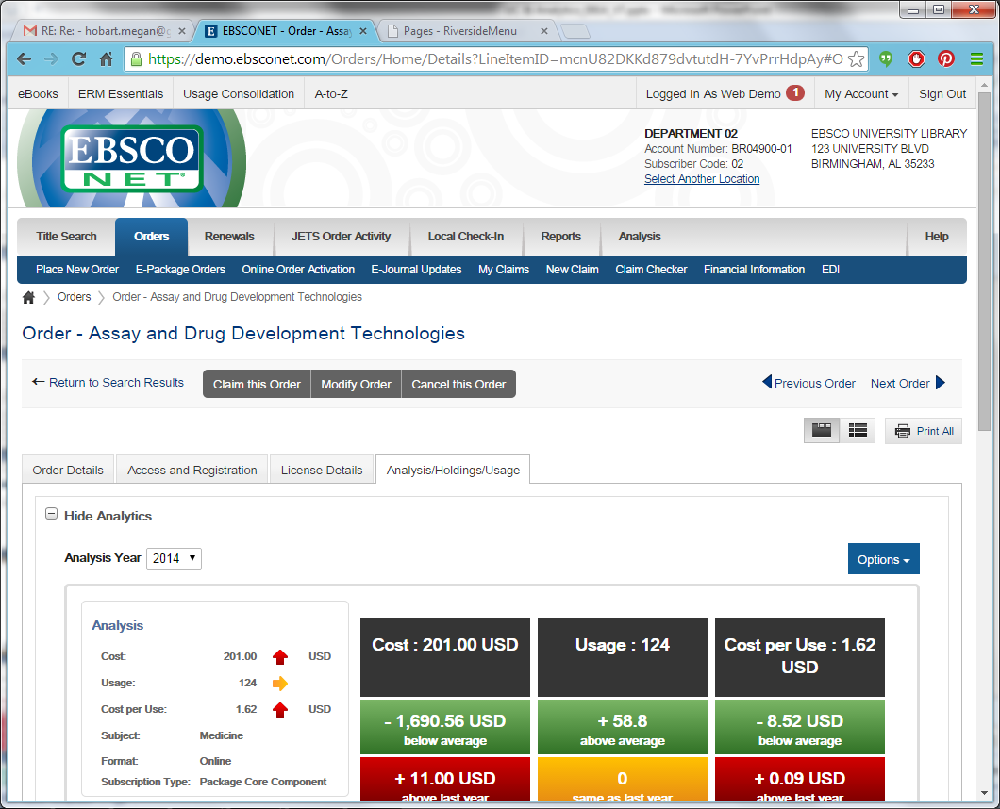 RE: Re: - hobart.megan@g
EBSCONET - Order - Assay
Pages - RiversideMenu
https://demo.ebsconet.com/Orders/Home/Details?LineItemID=mcnU82DKKd879dvtutdH-7YvPrrHdpAy#O
eBooks ERM Essentials Usage Consolidation A-to-Z Logged In As Web Demo 1 My Account Sign Out
EBSCO
NET®
DEPARTMENT 02
Account Number: BR04900-01
Subscriber Code: 02
Select Another Location
EBSCO UNIVERSITY LIBRARY
123 UNIVERSITY BLVD
BIRMINGHAM, AL 35233
Title Search Orders Renewals JETS Order Activity Local Check-In Reports Analysis Help
Place New Order E-Package Orders Online Order Activation E-Journal Updates My Claims New Claim Claim Checker Financial Information EDI
Orders Order - Assay and Drug Development Technologies
Order - Assay and Drug Development Technologies
Return to Search Results Claim this Order Modify Order Cancel this Order Previous Order Next Order
Print All
Order Details Access and Registration License Details Analysis/Holdings/Usage
Hide Analytics
Analysis Year 2014 Options
Analysis
Cost: 201.00 USD
Usage: 124
Cost per Use: 1.62 USD
Subject: Medicine
Format: Online
Subscription Type: Package Core Component
Cost : 201.00 USD
- 1,690.56 USD
below average
+ 11.00 USD
above last year
Usage : 124
+ 58.8
above average
0
same as last year
Cost per Use : 1.62
USD
- 8.52 USD
below average
+ 0.09 USD
above last year